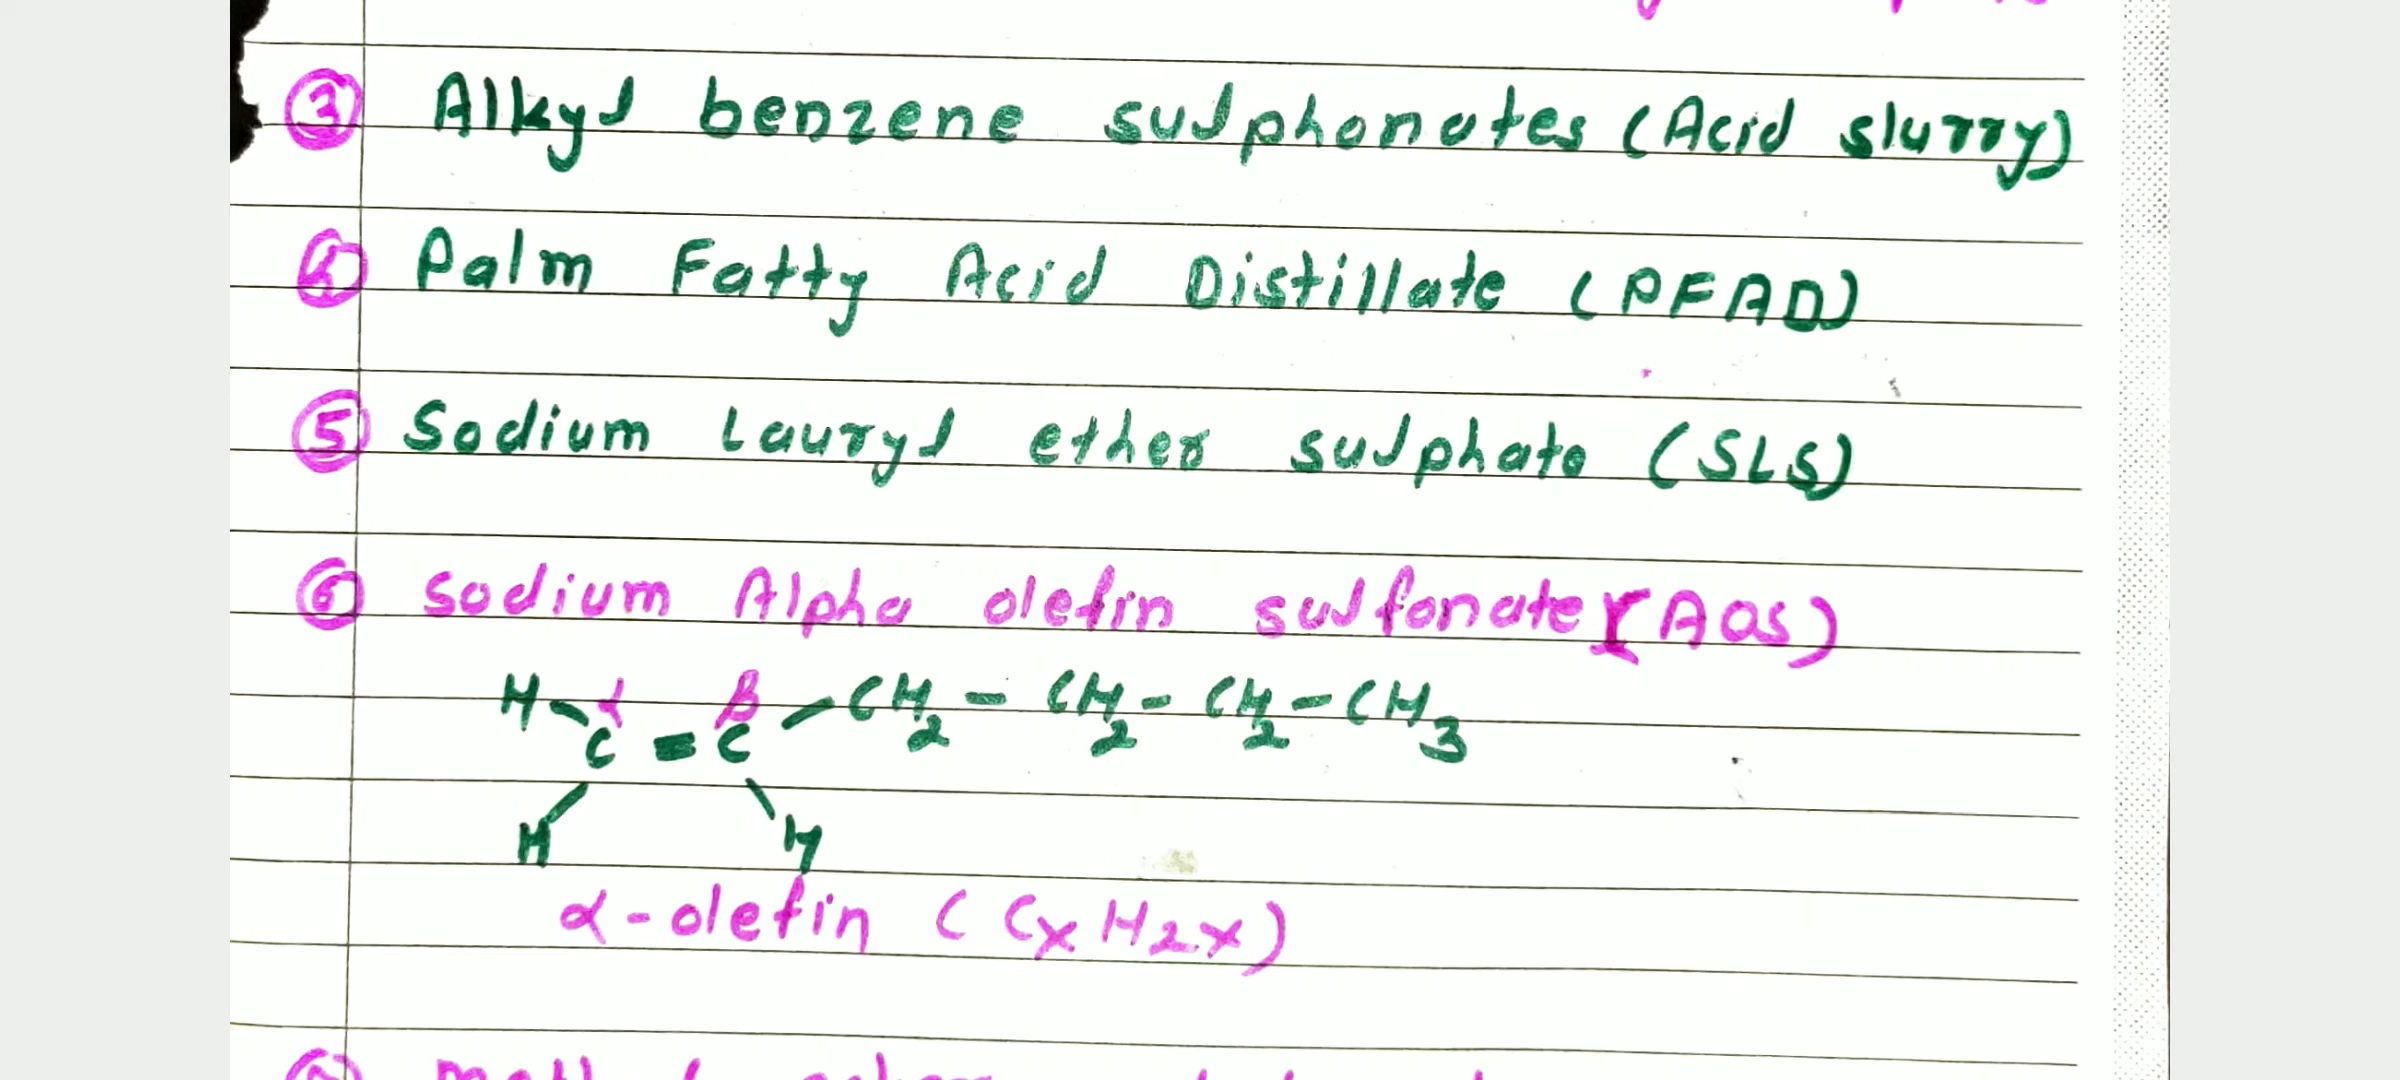 ③ Alkyl benzene sulphonates (Acid slurry)
④ Palm Fatty Acid Distillate (PFAD)
⑤ Sodium Lauryl ether sulphate (SLS)
⑥ sodium Alpha olefin sulfonate (AOS)
H α β CH2 - CH2 - CH2 - CH3
C = C
H H
α-olefin (CxH2x)